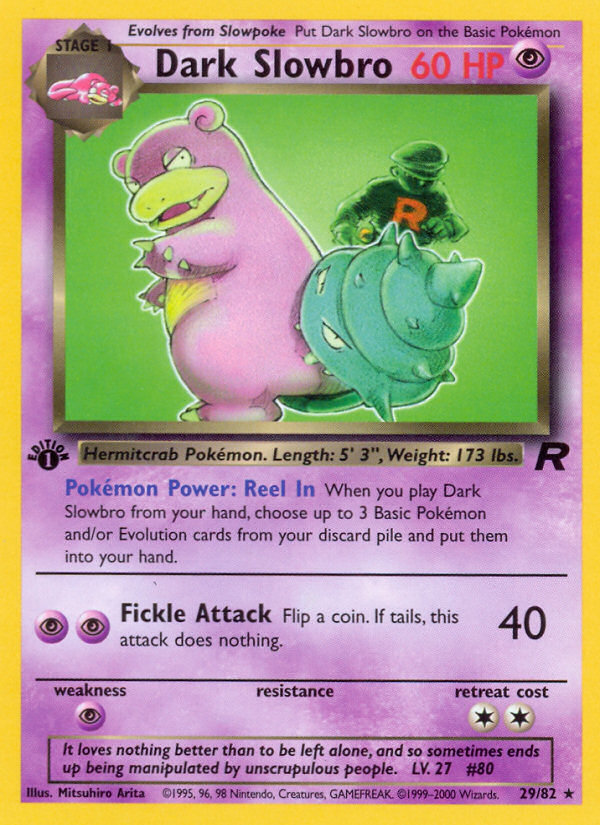 Evolves from Slowpoke Put Dark Slowbro on the Basic Pokémon
STAGE 1
Dark Slowbro 60 HP
R
EDITION
1
Hermitcrab Pokémon. Length: 5' 3", Weight: 173 lbs.
R
Pokémon Power: Reel In When you play Dark
Slowbro from your hand, choose up to 3 Basic Pokémon
and/or Evolution cards from your discard pile and put them
into your hand.
Fickle Attack Flip a coin. If tails, this
attack does nothing.
40
weakness resistance retreat cost
It loves nothing better than to be left alone, and so sometimes ends
up being manipulated by unscrupulous people. LV. 27 #80
Illus. Mitsuhiro Arita ©1995, 96, 98 Nintendo, Creatures, GAMEFREAK. ©1999-2000 Wizards. 29/82 ★